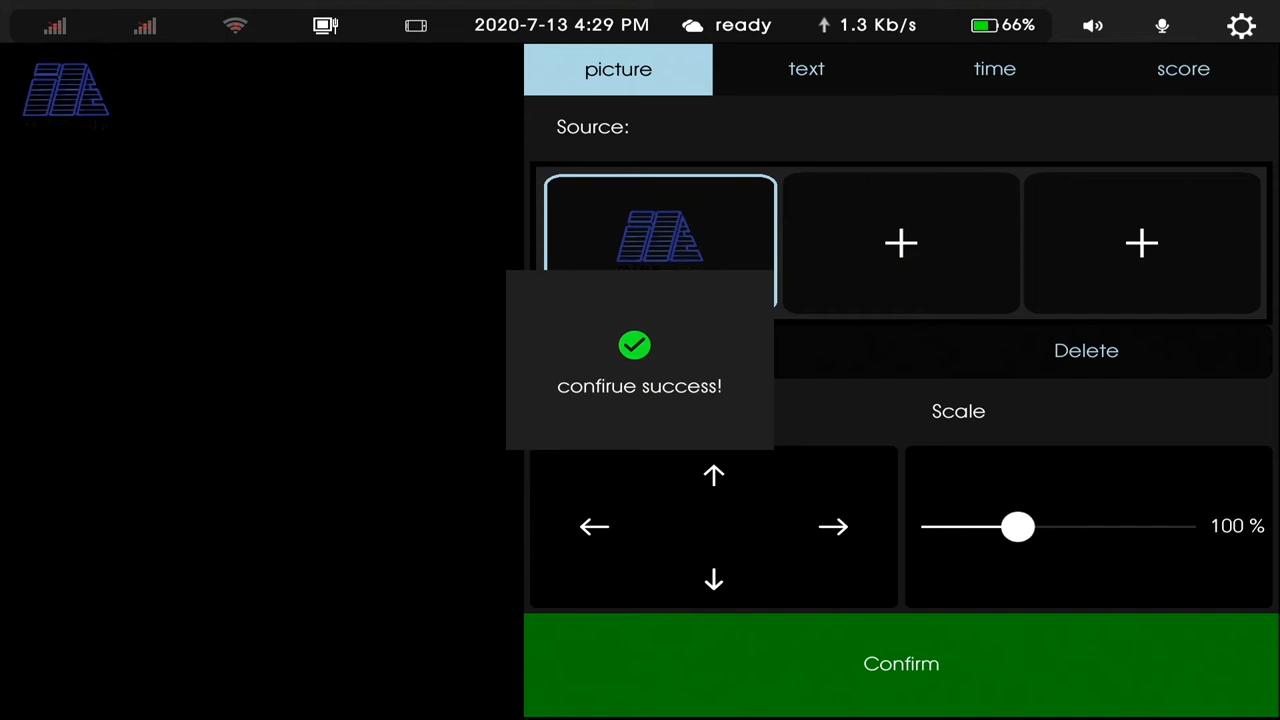 2020-7-13 4:29 PM ready 1.3 Kb/s 66%
picture text time score
Source:
Delete
confirue success!
Scale
100 %
Confirm